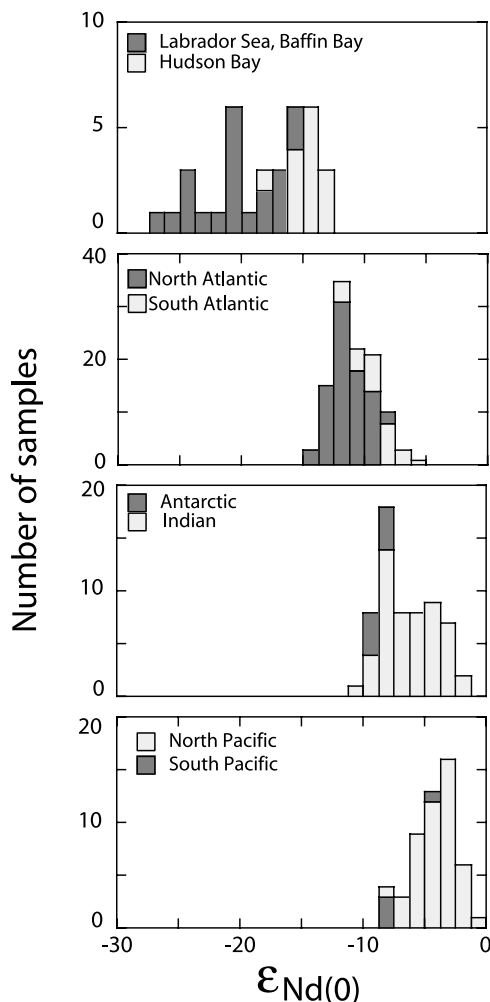 10
Labrador Sea, Baffin Bay
Hudson Bay
5
0
40
North Atlantic
South Atlantic
20
0
20
Antarctic
Indian
10
0
20
North Pacific
South Pacific
10
0
-30
-20
-10
0
Number of samples
εNd(0)